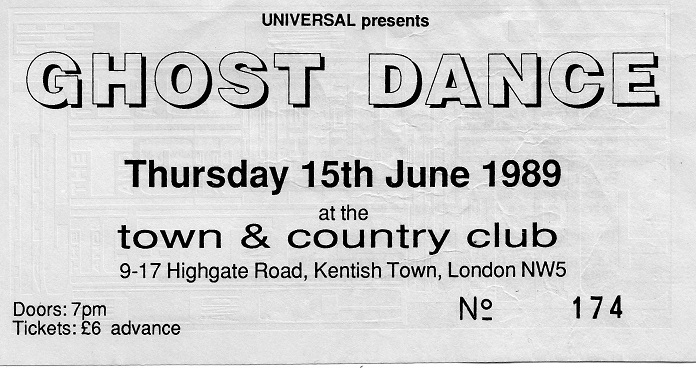 UNIVERSAL presents
GHOST DANCE
Thursday 15th June 1989
at the
town & country club
9-17 Highgate Road, Kentish Town, London NW5
Doors: 7pm
Tickets: £6 advance
Nº 174